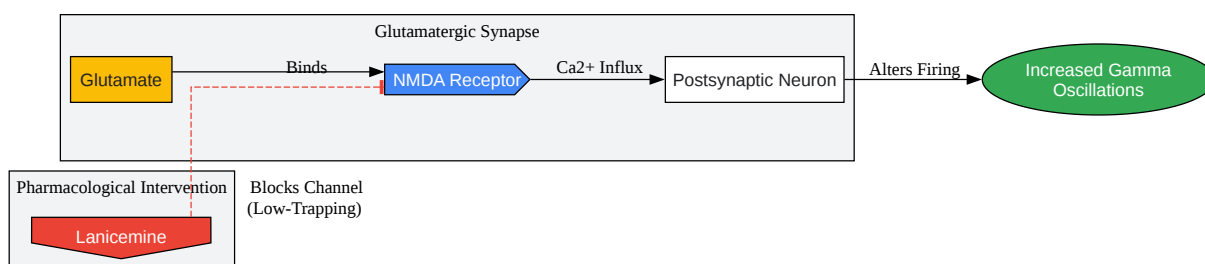 Glutamatergic Synapse
Glutamate
Binds
NMDA Receptor
Ca2+ Influx
Postsynaptic Neuron
Alters Firing
Increased Gamma
Oscillations
Pharmacological Intervention
Blocks Channel
(Low-Trapping)
Lanicemine